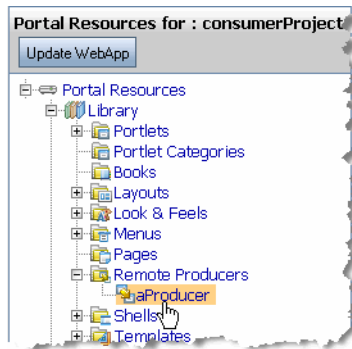 Portal Resources for : consumerProject
Update WebApp
Portal Resources
Library
Portlets
Portlet Categories
Books
Layouts
Look & Feels
Menus
Pages
Remote Producers
aProducer
Shells
Templates